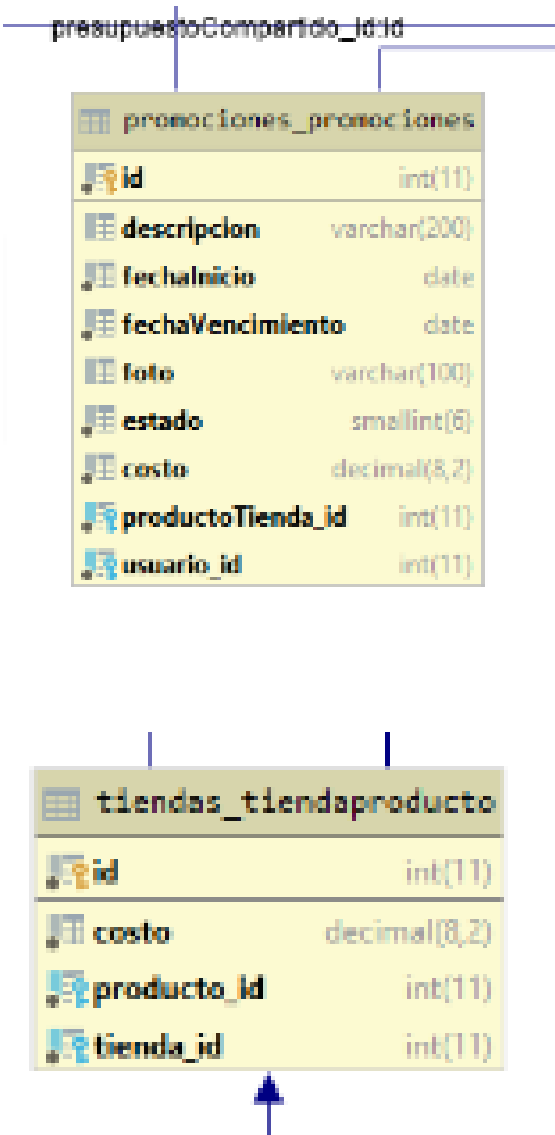 presupuestoCompartido_id:id
promociones_promociones
id int(11)
descripcion varchar(200)
fechaInicio date
fechaVencimiento date
foto varchar(100)
estado smallint(6)
costo decimal(8,2)
productoTienda_id int(11)
usuario_id int(11)
tiendas_tiendaproducto
id int(11)
costo decimal(8,2)
producto_id int(11)
tienda_id int(11)